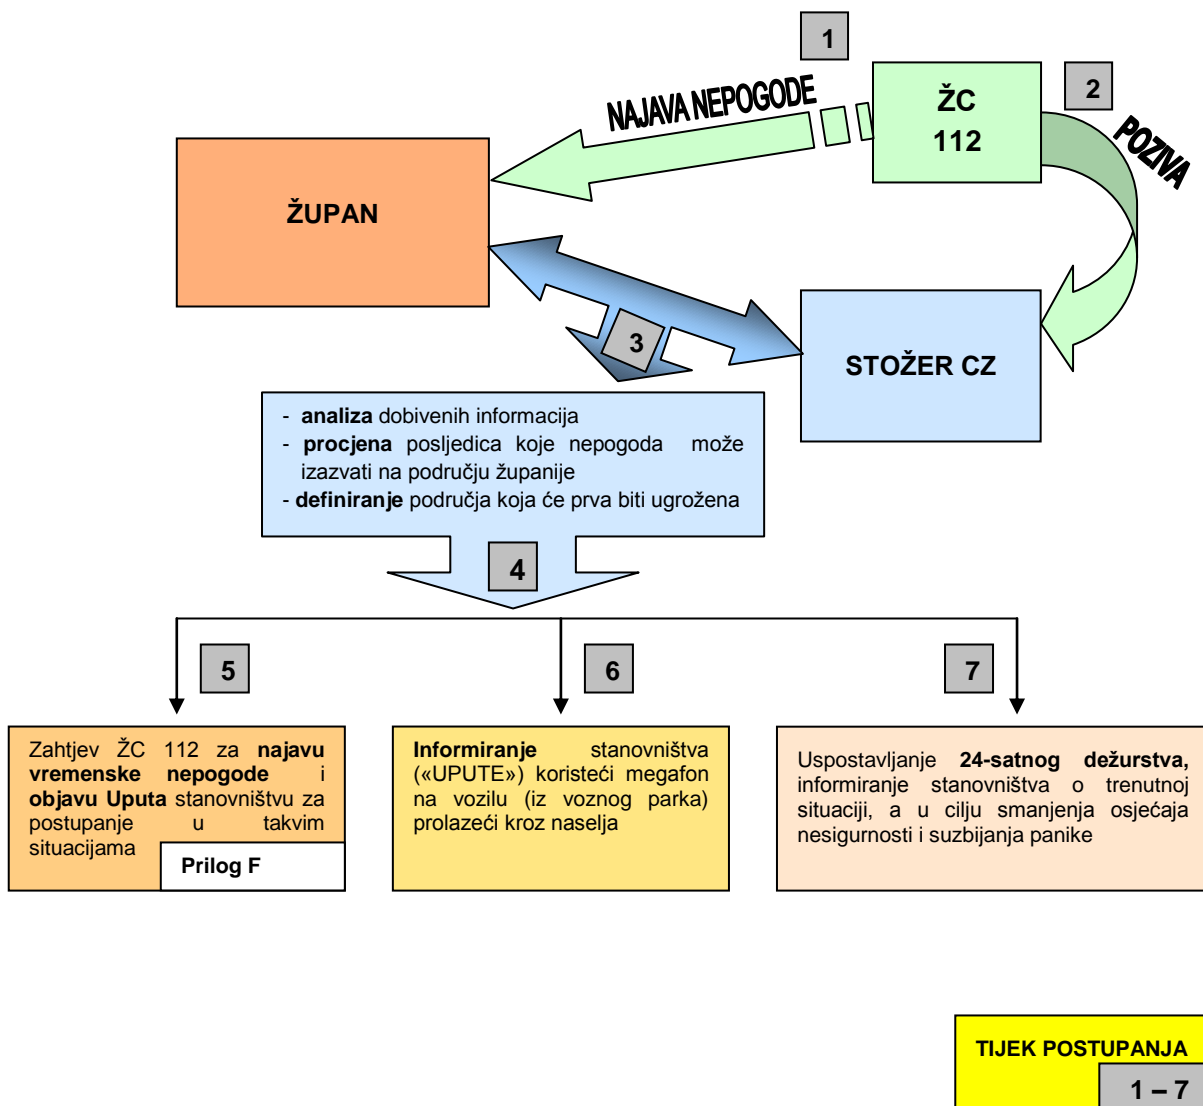 1
NAJAVA NEPOGODE
ŽC
112
2
POZIVA
ŽUPAN
3
STOŽER CZ
- analiza dobivenih informacija
- procjena posljedica koje nepogoda može
izazvati na području županije
- definiranje područja koja će prva biti ugrožena
4
5
6
7
Zahtjev ŽC 112 za najavu
vremenske nepogode i
objavu Uputa stanovništvu za
postupanje u takvim
situacijama
Prilog F
Informiranje stanovništva
(«UPUTE») koristeći megafon
na vozilu (iz voznog parka)
prolazeći kroz naselja
Uspostavljanje 24-satnog dežurstva,
informiranje stanovništva o trenutnoj
situaciji, a u cilju smanjenja osjećaja
nesigurnosti i suzbijanja panike
TIJEK POSTUPANJA
1 – 7